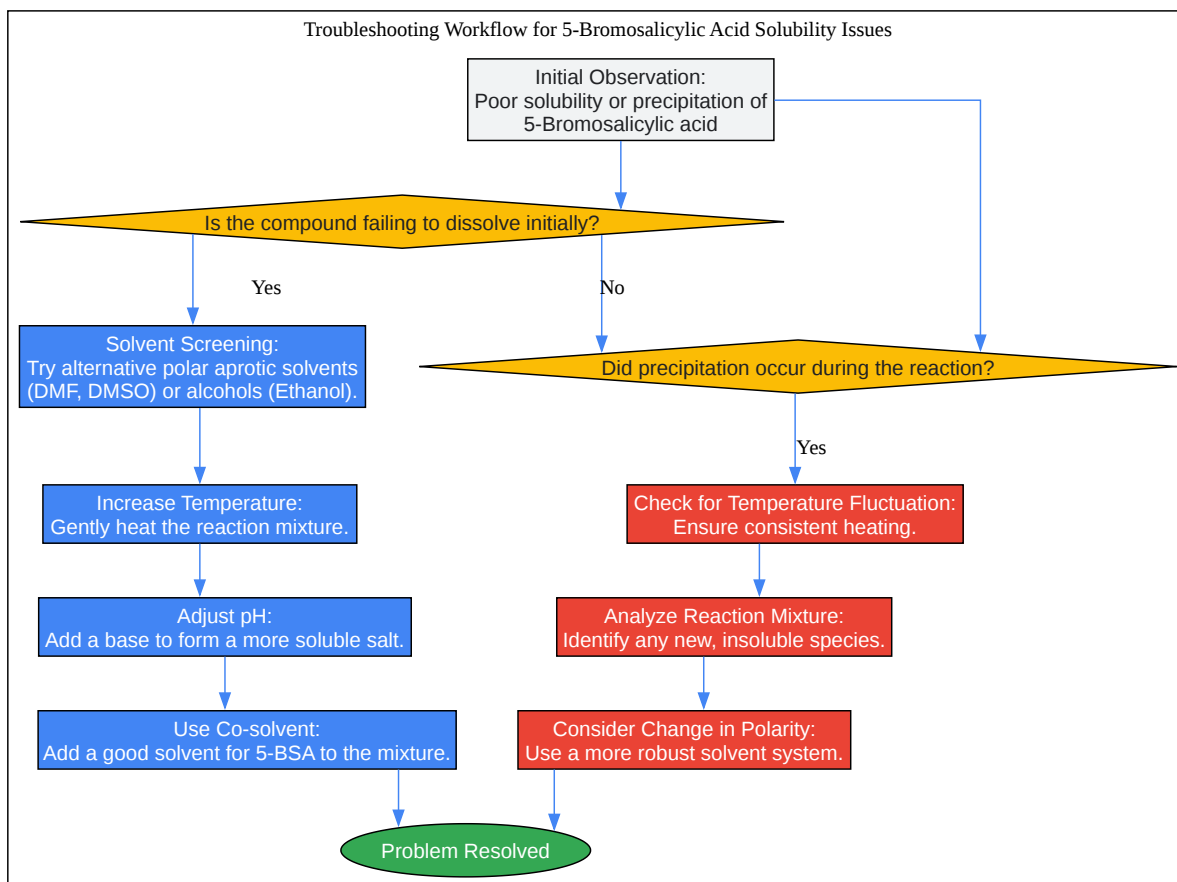 Troubleshooting Workflow for 5-Bromosalicylic Acid Solubility Issues
Initial Observation:
Poor solubility or precipitation of
5-Bromosalicylic acid
Is the compound failing to dissolve initially?
Yes
No
Solvent Screening:
Try alternative polar aprotic solvents
(DMF, DMSO) or alcohols (Ethanol).
Did precipitation occur during the reaction?
Yes
Increase Temperature:
Gently heat the reaction mixture.
Check for Temperature Fluctuation:
Ensure consistent heating.
Adjust pH:
Add a base to form a more soluble salt.
Analyze Reaction Mixture:
Identify any new, insoluble species.
Use Co-solvent:
Add a good solvent for 5-BSA to the mixture.
Consider Change in Polarity:
Use a more robust solvent system.
Problem Resolved